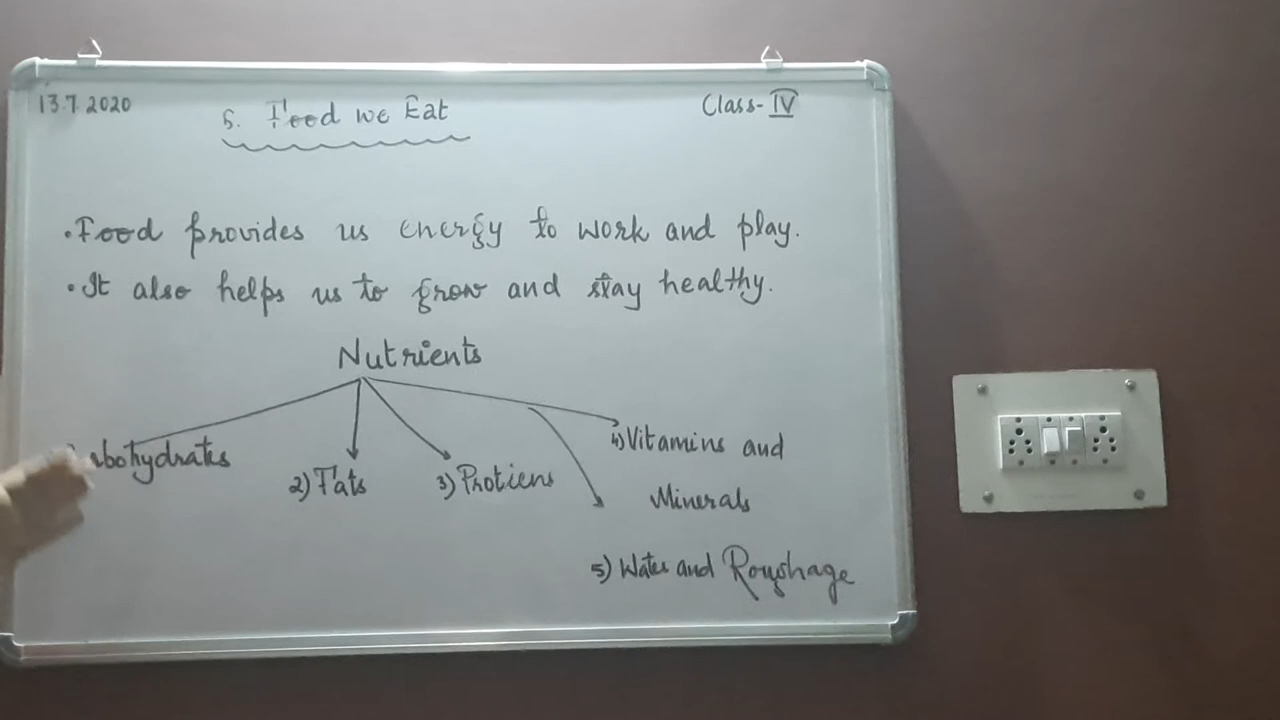 13.7.2020
5. Food we Eat
Class-IV
•Food provides us energy to work and play.
•It also helps us to grow and stay healthy.
Nutrients
4)Vitamins and
2)Fats
3)Protiens
Minerals
5) Water and Roughage